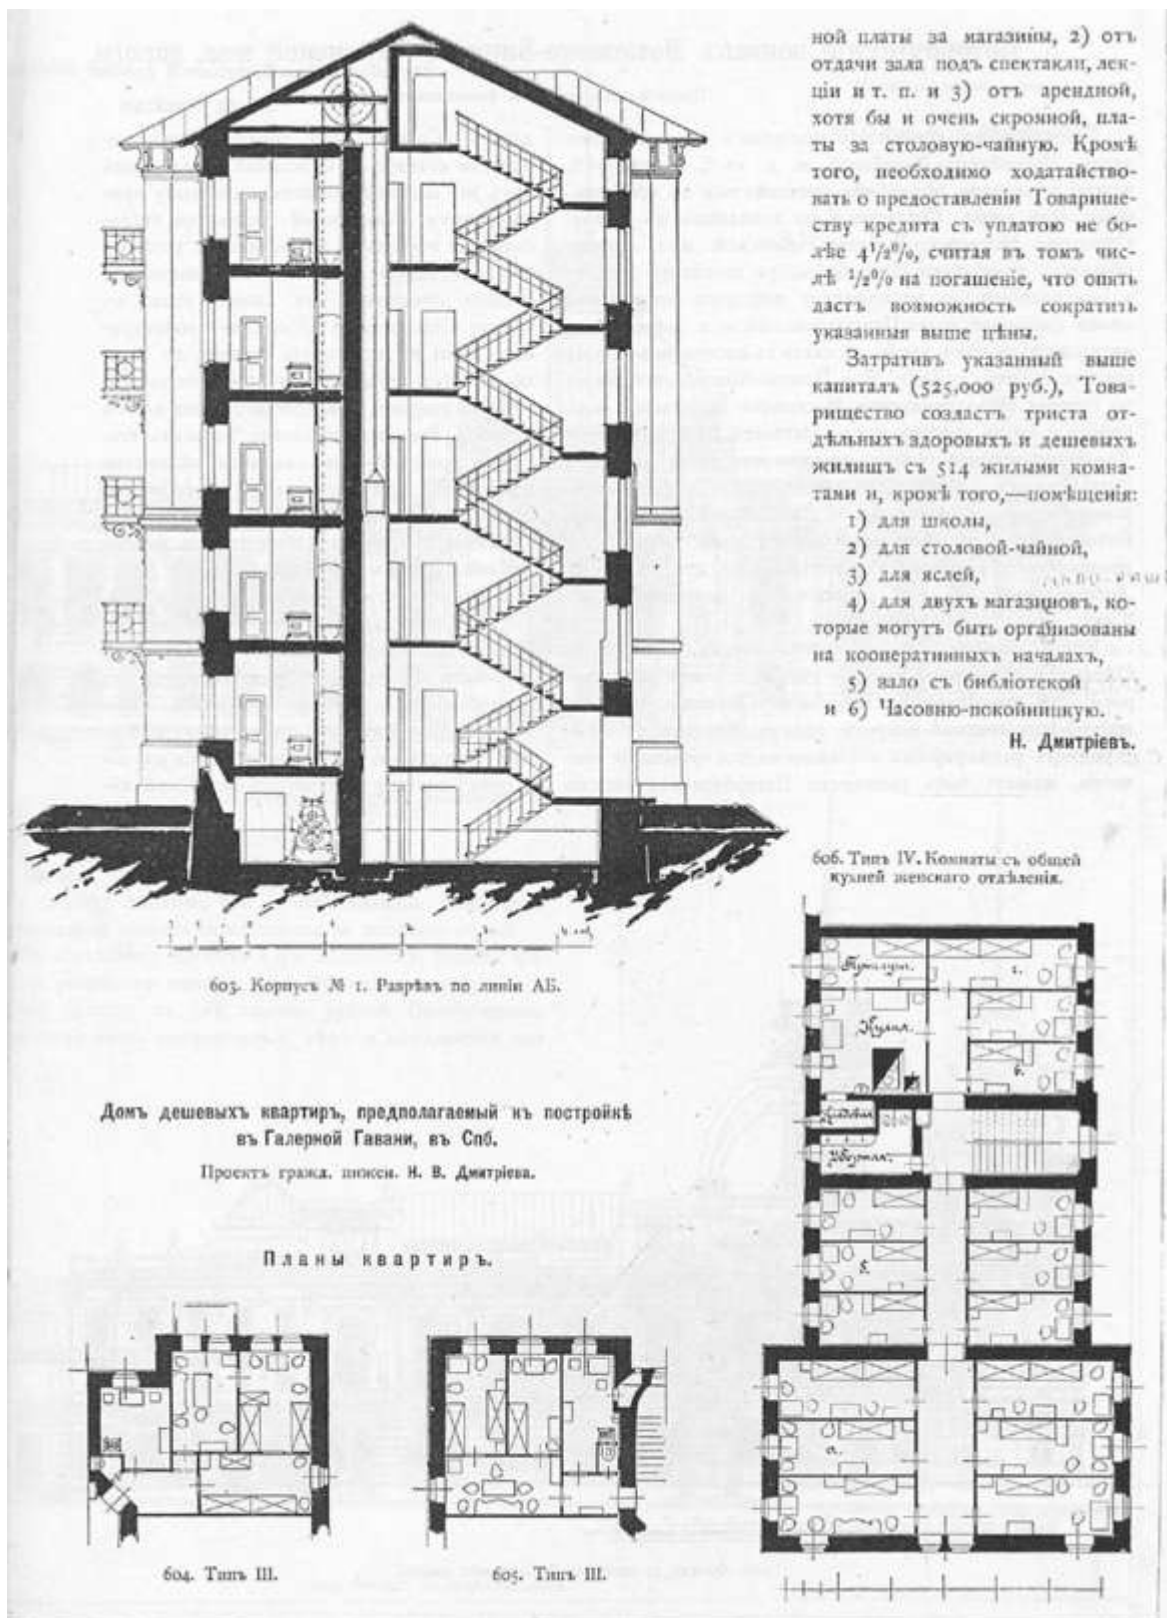 ной платы за магазины, 2) отъ
отдачи зала подъ спектакли, лек-
ціи и т. п. и 3) отъ арендной,
хотя бы и очень скромной, пла-
ты за столовую-чайную. Кромѣ
того, необходимо ходатайство-
вать о предоставленіи Товарище-
ству кредита съ уплатою не бо-
лѣе 4½%, считая въ томъ чис-
лѣ ½% на погашеніе, что опять
дастъ возможность сократить
указанныя выше цѣны.
Затративъ указанный выше
капиталъ (525,000 руб.), Това-
рищество создастъ триста от-
дѣльныхъ здоровыхъ и дешевыхъ
жилищъ съ 514 жилыми комна-
тами и, кромѣ того,—помѣщенія:
1) для школы,
2) для столовой-чайной,
3) для яслей,
4) для двухъ магазиновъ, ко-
торые могутъ быть организованы
на кооперативныхъ началахъ,
5) зало съ библіотекой
и 6) Часовню-покойницкую.
Н. Дмитріевъ.
603. Корпусъ № 1. Разрѣзъ по линіи АБ.
Домъ дешевыхъ квартиръ, предполагаемый къ постройкѣ
въ Галерной Гавани, въ Спб.
Проектъ гражд. инжен. Н. В. Дмитріева.
Планы квартиръ.
604. Типъ III.
605. Типъ III.
606. Типъ IV. Комнаты съ общей
кухней женскаго отдѣленія.
Кухня.
в.
Уборная.
а.